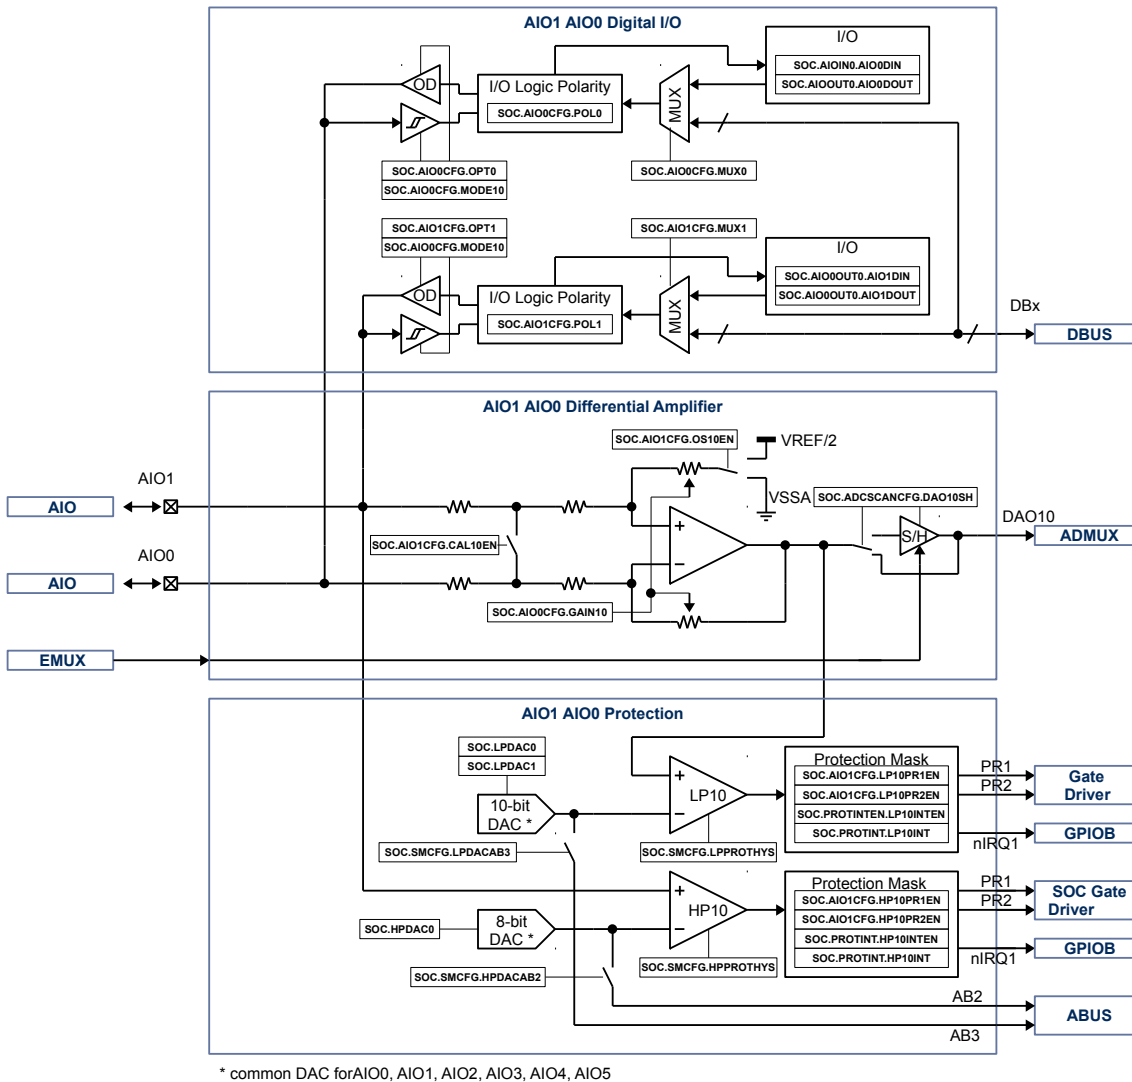 AIO1 AIO0 Digital I/O
I/O
SOC.AIOIN0.AIO0DIN
SOC.AIOOUT0.AIO0DOUT
OD
I/O Logic Polarity
SOC.AIO0CFG.POL0
MUX
SOC.AIO0CFG.OPT0
SOC.AIO0CFG.MODE10
SOC.AIO0CFG.MUX0
SOC.AIO1CFG.OPT1
SOC.AIO0CFG.MODE10
SOC.AIO1CFG.MUX1
I/O
SOC.AIO0OUT0.AIO1DIN
SOC.AIO0OUT0.AIO1DOUT
OD
I/O Logic Polarity
SOC.AIO1CFG.POL1
MUX
DBx
DBUS
AIO1 AIO0 Differential Amplifier
SOC.AIO1CFG.OS10EN
VREF/2
VSSA
SOC.ADCSCANCFG.DAO10SH
AIO1
AIO
DAO10
ADMUX
S/H
+
−
SOC.AIO1CFG.CAL10EN
AIO0
AIO
SOC.AIO0CFG.GAIN10
EMUX
AIO1 AIO0 Protection
SOC.LPDAC0
SOC.LPDAC1
10-bit
DAC *
+
−
LP10
Protection Mask
SOC.AIO1CFG.LP10PR1EN
SOC.AIO1CFG.LP10PR2EN
SOC.PROTINTEN.LP10INTEN
SOC.PROTINT.LP10INT
PR1
PR2
nIRQ1
Gate
Driver
GPIOB
SOC.SMCFG.LPDACAB3
SOC.SMCFG.LPPROTHYS
SOC.HPDAC0
8-bit
DAC *
+
−
HP10
Protection Mask
SOC.AIO1CFG.HP10PR1EN
SOC.AIO1CFG.HP10PR2EN
SOC.PROTINT.HP10INTEN
SOC.PROTINT.HP10INT
PR1
PR2
nIRQ1
SOC Gate
Driver
GPIOB
SOC.SMCFG.HPDACAB2
SOC.SMCFG.HPPROTHYS
AB2
AB3
ABUS
* common DAC forAIO0, AIO1, AIO2, AIO3, AIO4, AIO5